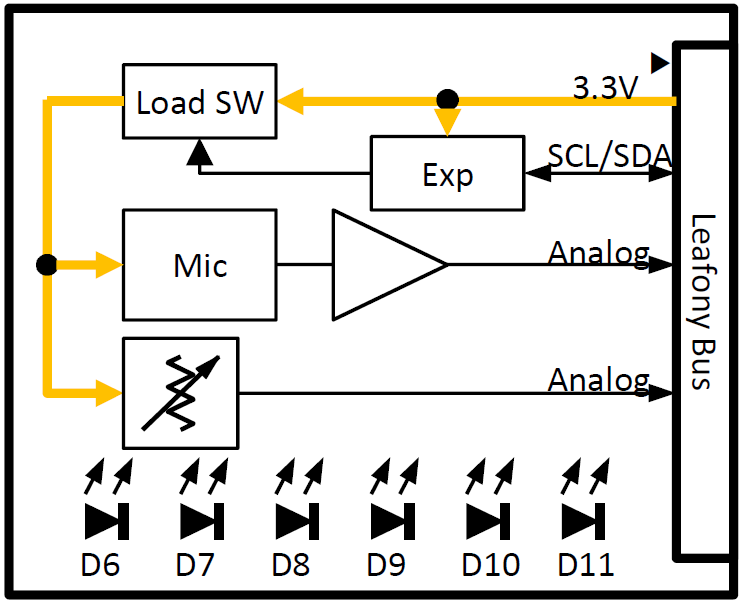 3.3V
Load SW
SCL/SDA
Exp
Mic
Analog
Leafony Bus
Analog
D6 D7 D8 D9 D10 D11